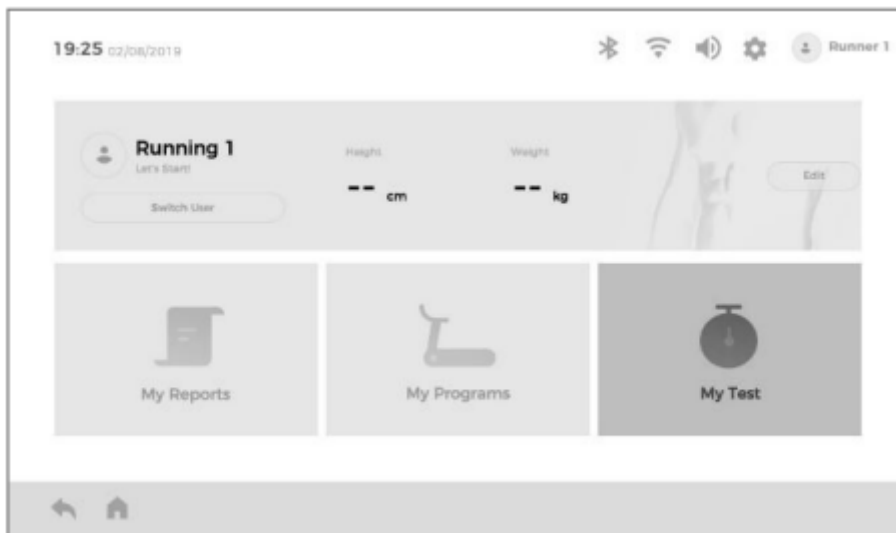 19:25 02/08/2019
Runner 1
Running 1
Let's Start!
Switch User
Height
-- cm
Weight
-- kg
Edit
My Reports
My Programs
My Test